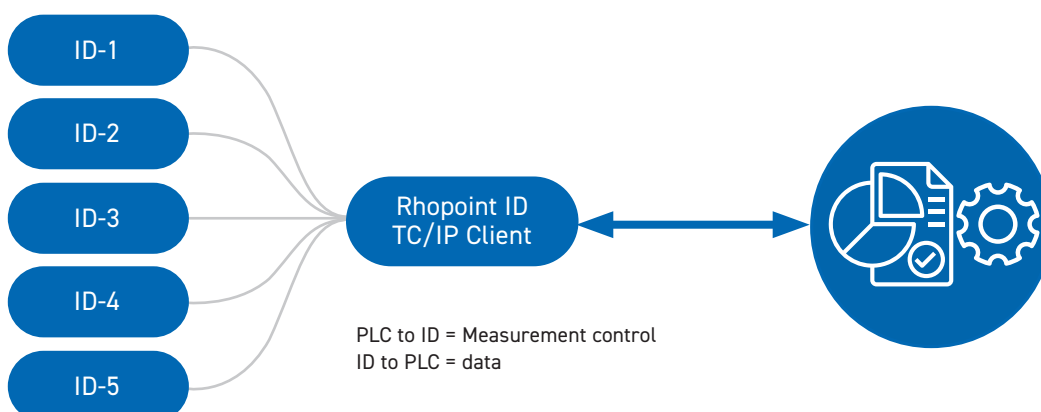 ID-1
ID-2
ID-3
ID-4
ID-5
Rhopoint ID
TC/IP Client
PLC to ID = Measurement control
ID to PLC = data